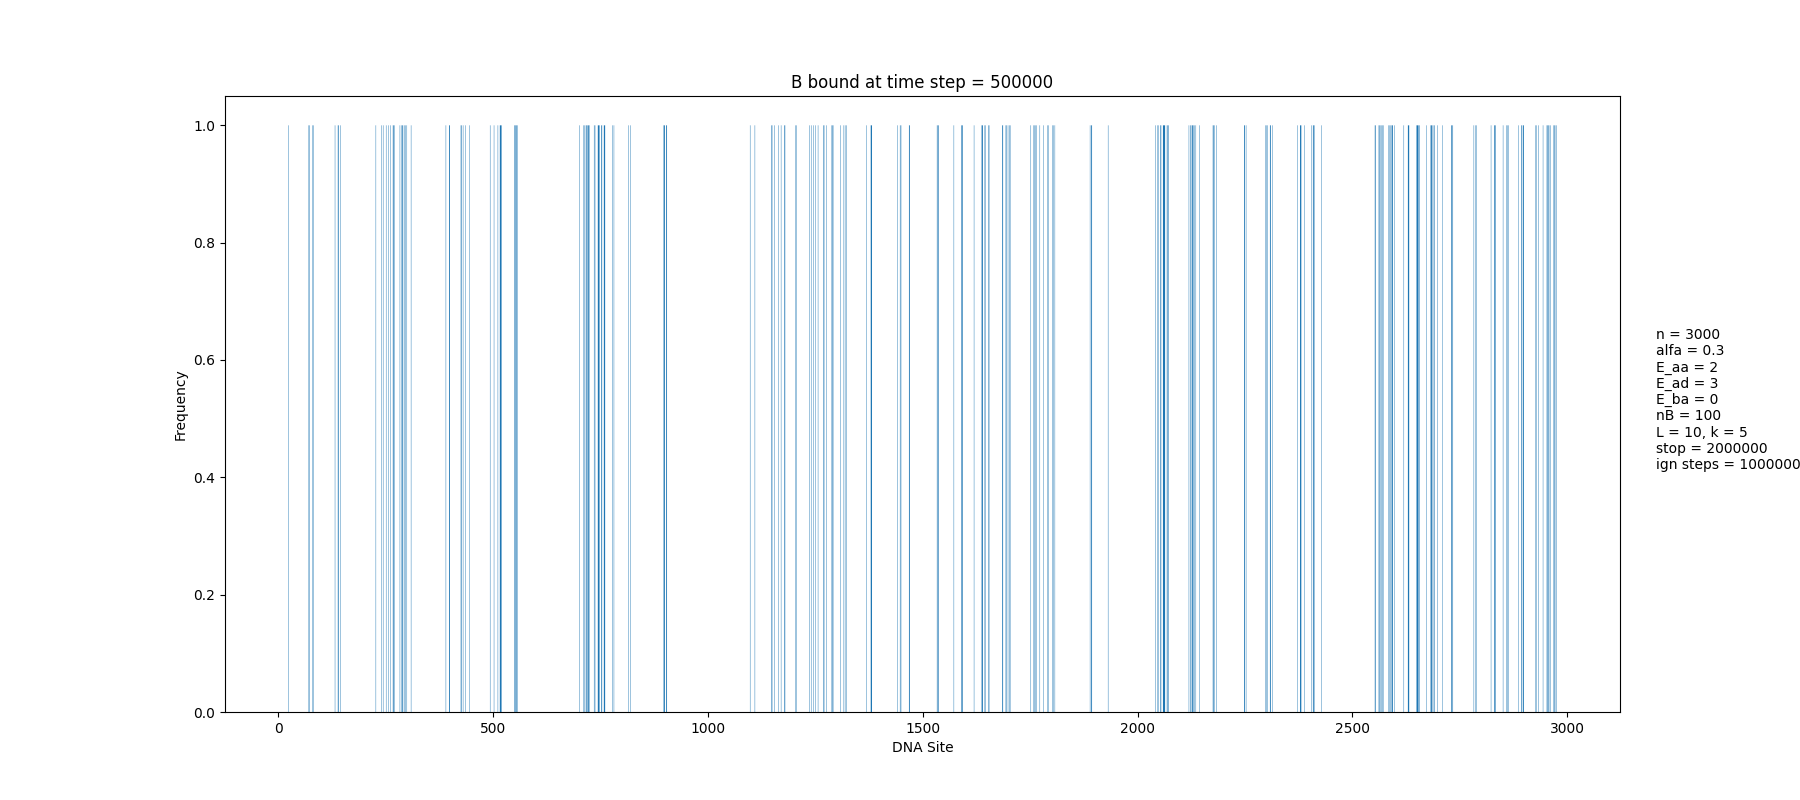 B bound at time step = 500000
1.0
0.8
0.6
0.4
0.2
0.0
Frequency
0 500 1000 1500 2000 2500 3000
DNA Site
n = 3000
alfa = 0.3
E_aa = 2
E_ad = 3
E_ba = 0
nB = 100
L = 10, k = 5
stop = 2000000
ign steps = 1000000